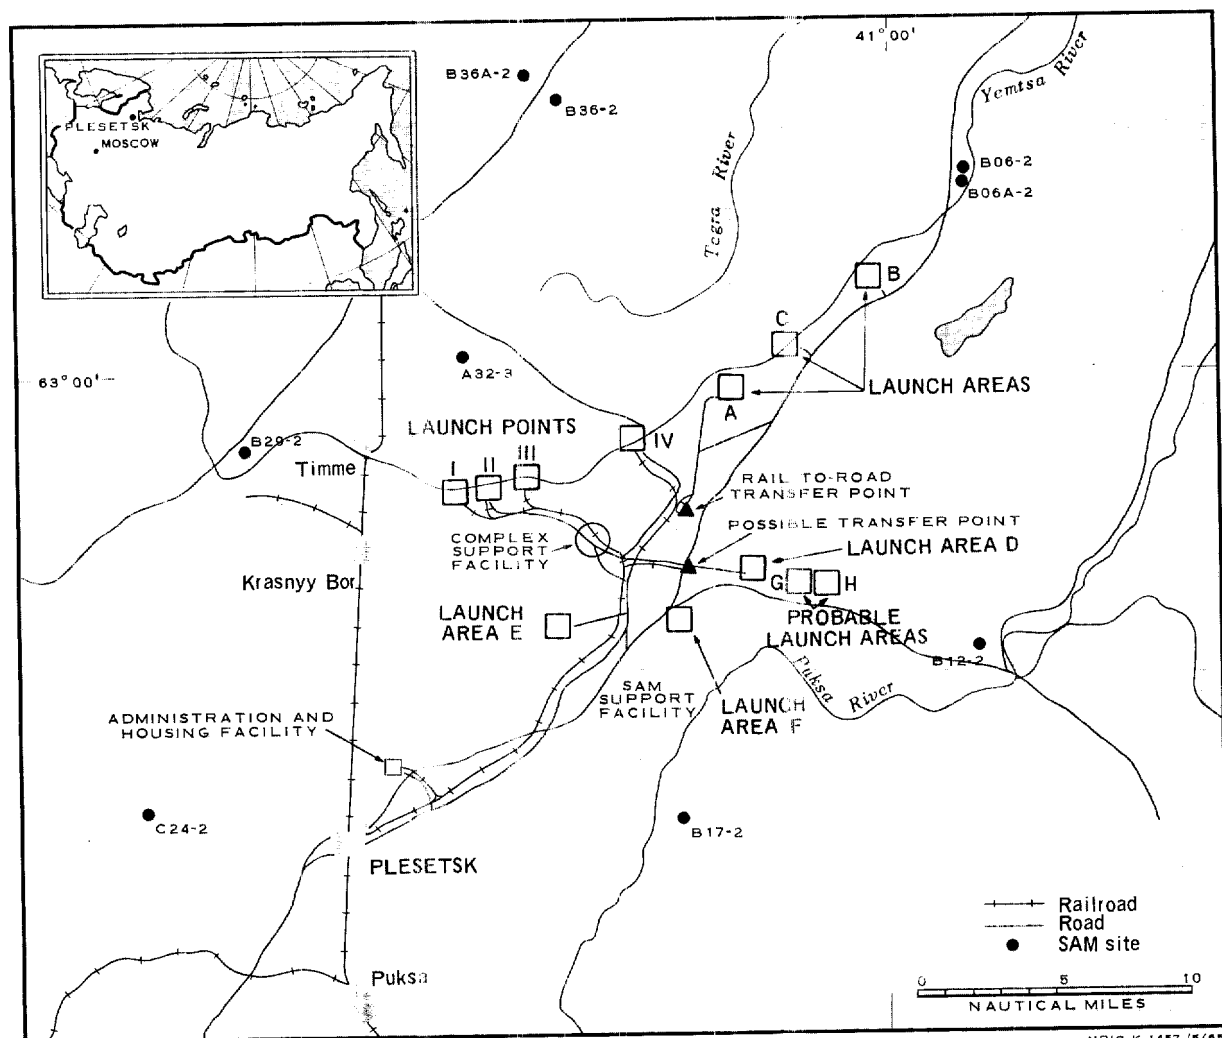 41°00'
Yemtsa River
B36A-2
B36-2
PLESETSK
MOSCOW
Tegra River
B06-2
B06A-2
B
C
63°00'
A32-3
LAUNCH AREAS
A
LAUNCH POINTS
IV
B29-2
Timme
I
II
III
RAIL TO-ROAD
TRANSFER POINT
POSSIBLE TRANSFER POINT
COMPLEX
SUPPORT
FACILITY
LAUNCH AREA D
Krasnyy Bor
G
H
LAUNCH
AREA E
PROBABLE
LAUNCH AREAS
B12-2
Puksa River
SAM
SUPPORT
FACILITY
LAUNCH
AREA F
ADMINISTRATION AND
HOUSING FACILITY
C24-2
B17-2
PLESETSK
Puksa
Railroad
Road
SAM site
0 5 10
NAUTICAL MILES